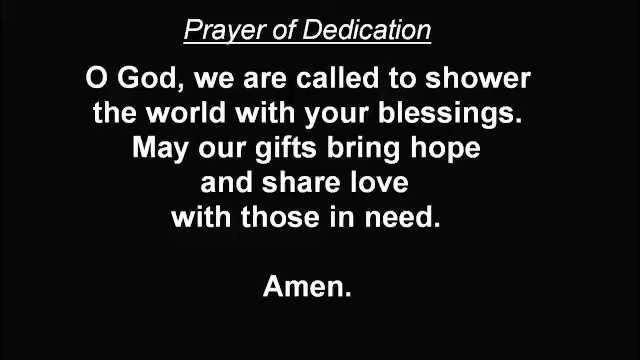 Prayer of Dedication
O God, we are called to shower
the world with your blessings.
May our gifts bring hope
and share love
with those in need.
Amen.